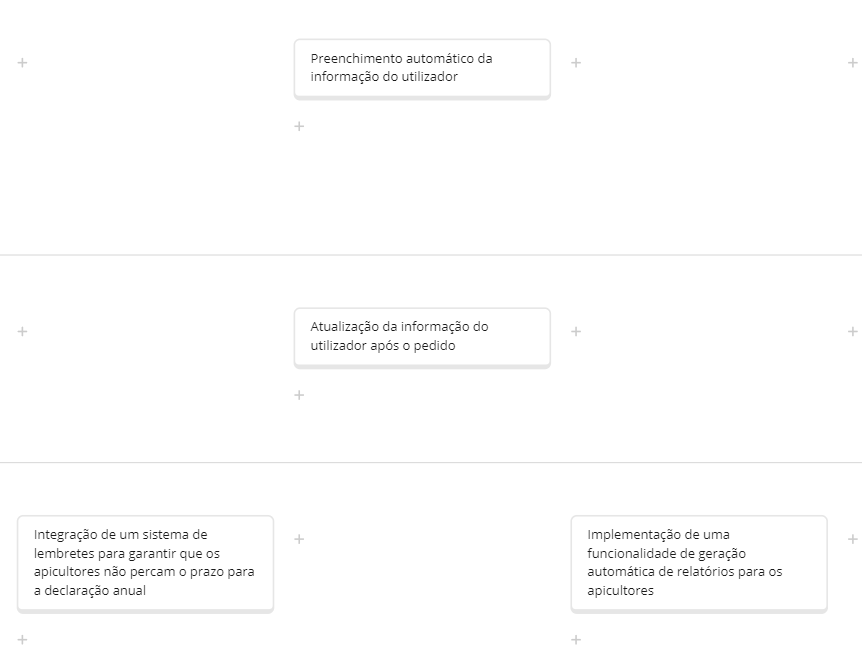 Preenchimento automático da
informação do utilizador
Atualização da informação do
utilizador após o pedido
Integração de um sistema de
lembretes para garantir que os
apicultores não percam o prazo para
a declaração anual
Implementação de uma
funcionalidade de geração
automática de relatórios para os
apicultores